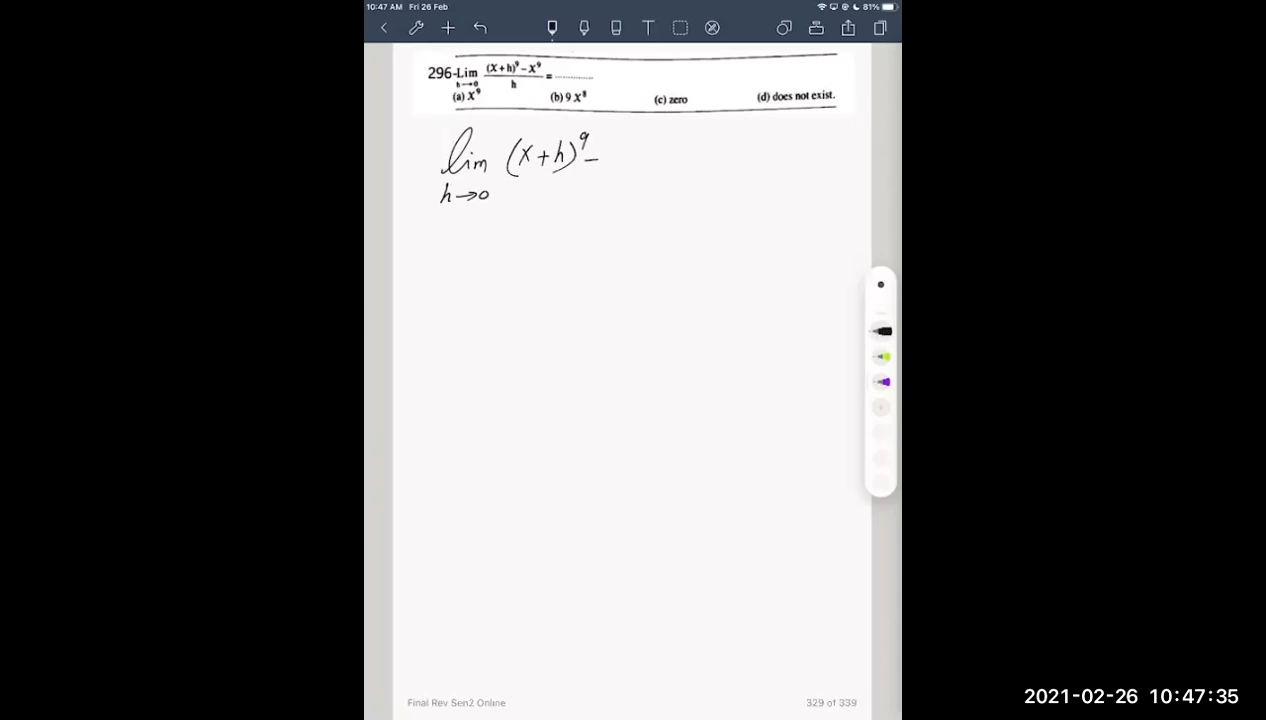 10:47 AM Fri 26 Feb
81%
296-Lim (X+h)⁹ - X⁹ / h = ............
h→0
(a) X⁹ (b) 9 X⁸ (c) zero (d) does not exist.
lim (x+h)⁹ -
h→0
Final Rev Sen2 Online
329 of 339
2021-02-26 10:47:35